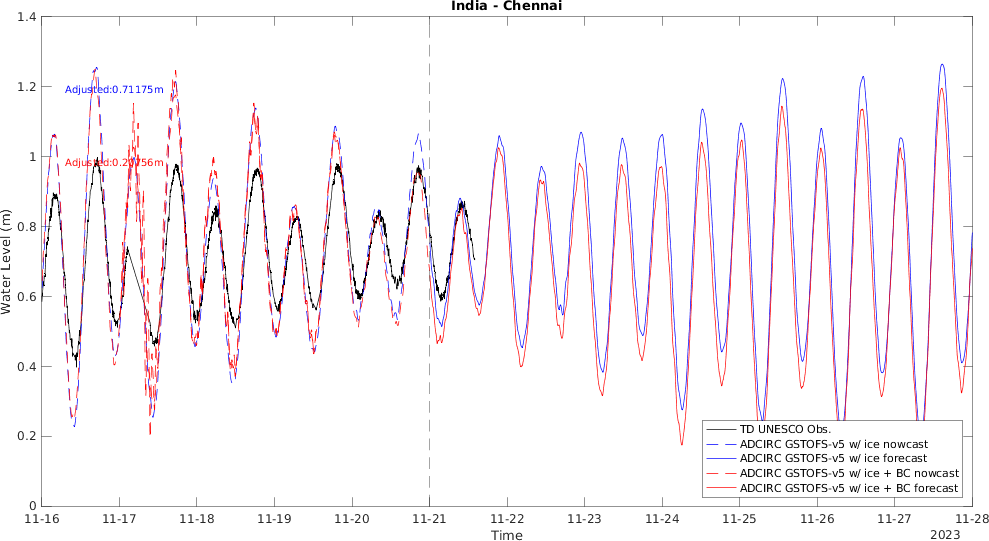 India - Chennai
Water Level (m)
1.4
1.2
1
0.8
0.6
0.4
0.2
0
Adjusted:0.71175m
Adjusted:0.27756m
TD UNESCO Obs.
ADCIRC GSTOFS-v5 w/ ice nowcast
ADCIRC GSTOFS-v5 w/ ice forecast
ADCIRC GSTOFS-v5 w/ ice + BC nowcast
ADCIRC GSTOFS-v5 w/ ice + BC forecast
11-16 11-17 11-18 11-19 11-20 11-21 11-22 11-23 11-24 11-25 11-26 11-27 11-28
Time
2023